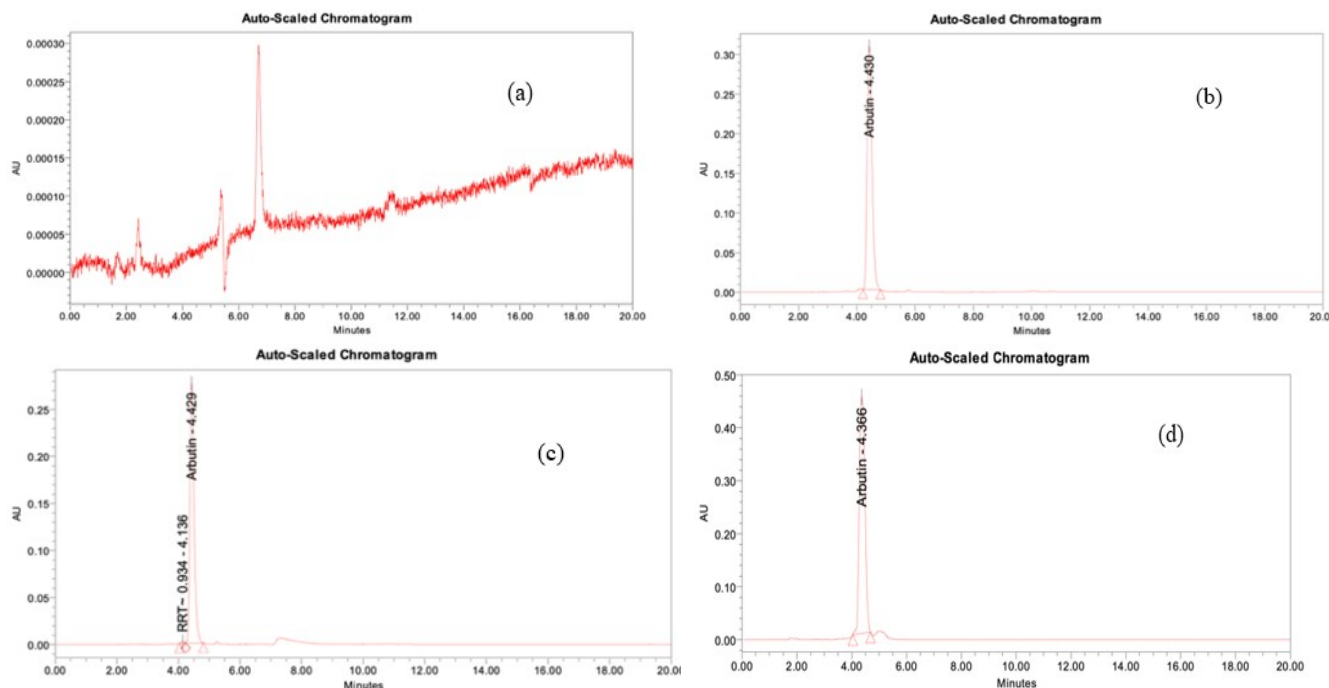 Auto-Scaled Chromatogram
(a)
AU
0.00030
0.00025
0.00020
0.00015
0.00010
0.00005
0.00000
0.00 2.00 4.00 6.00 8.00 10.00 12.00 14.00 16.00 18.00 20.00
Minutes
Auto-Scaled Chromatogram
(b)
Arbutin - 4.430
AU
0.30
0.25
0.20
0.15
0.10
0.05
0.00
0.00 2.00 4.00 6.00 8.00 10.00 12.00 14.00 16.00 18.00 20.00
Minutes
Auto-Scaled Chromatogram
(c)
RRT~ 0.934 - 4.136
Arbutin - 4.429
AU
0.25
0.20
0.15
0.10
0.05
0.00
0.00 2.00 4.00 6.00 8.00 10.00 12.00 14.00 16.00 18.00 20.00
Minutes
Auto-Scaled Chromatogram
(d)
Arbutin - 4.366
AU
0.50
0.40
0.30
0.20
0.10
0.00
0.00 2.00 4.00 6.00 8.00 10.00 12.00 14.00 16.00 18.00 20.00
Minutes